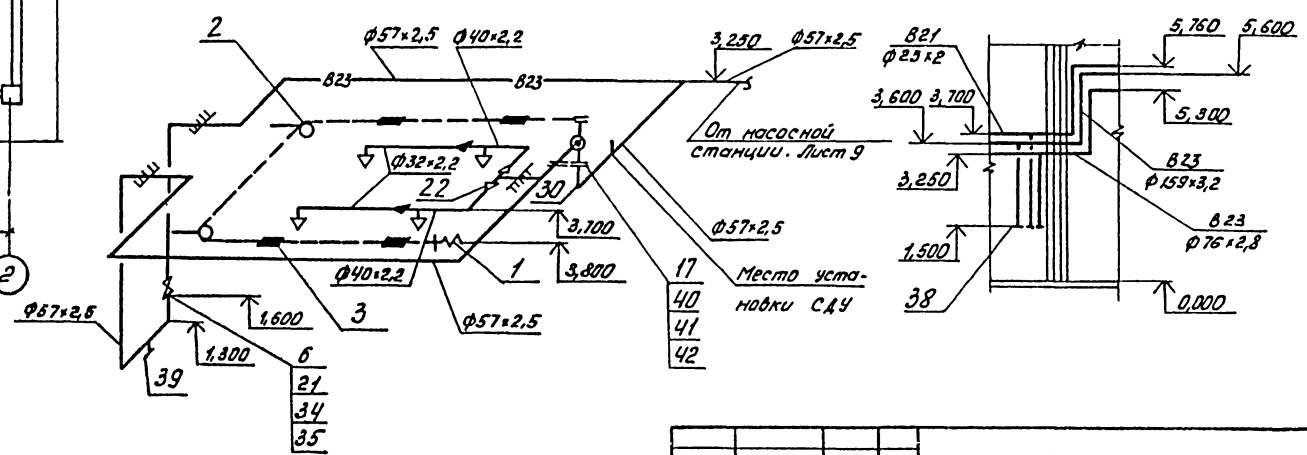 2
ф57×2,5
ф40×2,2
3,250
ф57×2,5
В23
В23
От насосной
станции. Лист 9
ф32×2,2
22
30
3,700
3,800
ф57×2,5
ф40×2,2
3
1
ф57×2,5
Место уста-
новки СДУ
17
40
41
42
2
1,600
1,300
39
6
21
34
35
В21
ф25×2
5,760
5,600
3,600
3,700
5,300
В23
ф159×3,2
3,250
В23
ф76×2,8
1,500
38
0,000